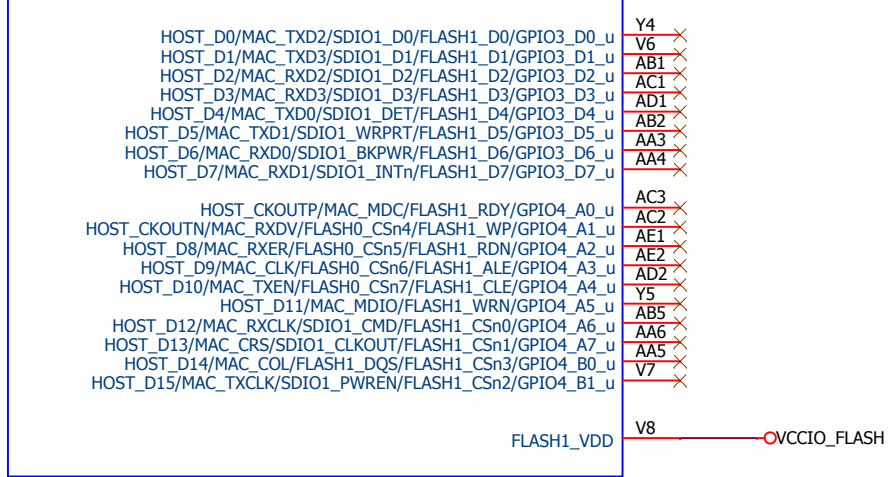 HOST_D0/MAC_TXD2/SDIO1_D0/FLASH1_D0/GPIO3_D0_u Y4
HOST_D1/MAC_TXD3/SDIO1_D1/FLASH1_D1/GPIO3_D1_u V6
HOST_D2/MAC_RXD2/SDIO1_D2/FLASH1_D2/GPIO3_D2_u AB1
HOST_D3/MAC_RXD3/SDIO1_D3/FLASH1_D3/GPIO3_D3_u AC1
HOST_D4/MAC_TXD0/SDIO1_DET/FLASH1_D4/GPIO3_D4_u AD1
HOST_D5/MAC_TXD1/SDIO1_WRPRT/FLASH1_D5/GPIO3_D5_u AB2
HOST_D6/MAC_RXD0/SDIO1_BKPWR/FLASH1_D6/GPIO3_D6_u AA3
HOST_D7/MAC_RXD1/SDIO1_INTn/FLASH1_D7/GPIO3_D7_u AA4
HOST_CKOUTP/MAC_MDC/FLASH1_RDY/GPIO4_A0_u AC3
HOST_CKOUTN/MAC_RXDV/FLASH0_CSn4/FLASH1_WP/GPIO4_A1_u AC2
HOST_D8/MAC_RXER/FLASH0_CSn5/FLASH1_RDN/GPIO4_A2_u AE1
HOST_D9/MAC_CLK/FLASH0_CSn6/FLASH1_ALE/GPIO4_A3_u AE2
HOST_D10/MAC_TXEN/FLASH0_CSn7/FLASH1_CLE/GPIO4_A4_u AD2
HOST_D11/MAC_MDIO/FLASH1_WRN/GPIO4_A5_u Y5
HOST_D12/MAC_RXCLK/SDIO1_CMD/FLASH1_CSn0/GPIO4_A6_u AB5
HOST_D13/MAC_CRS/SDIO1_CLKOUT/FLASH1_CSn1/GPIO4_A7_u AA6
HOST_D14/MAC_COL/FLASH1_DQS/FLASH1_CSn3/GPIO4_B0_u AA5
HOST_D15/MAC_TXCLK/SDIO1_PWREN/FLASH1_CSn2/GPIO4_B1_u V7
FLASH1_VDD V8 VCCIO_FLASH